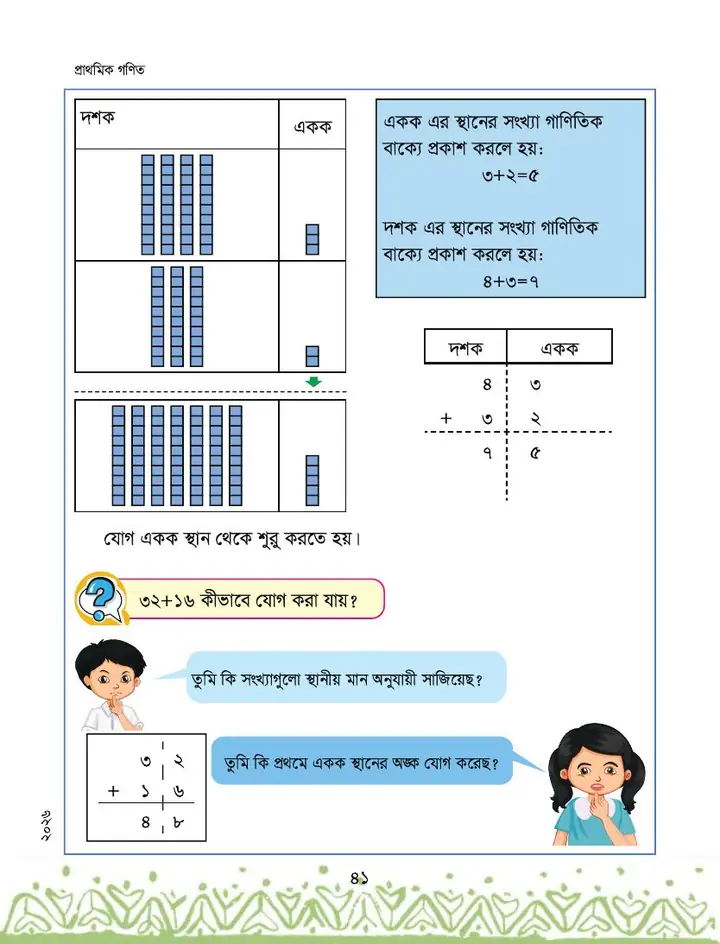 প্রাথমিক গণিত
দশক
একক
একক এর স্থানের সংখ্যা গাণিতিক
বাক্যে প্রকাশ করলে হয়:
৩+২=৫
দশক এর স্থানের সংখ্যা গাণিতিক
বাক্যে প্রকাশ করলে হয়:
৪+৩=৭
দশক একক
৪ ৩
+ ৩ ২
৭ ৫
যোগ একক স্থান থেকে শুরু করতে হয়।
?
৩২+১৬ কীভাবে যোগ করা যায়?
তুমি কি সংখ্যাগুলো স্থানীয় মান অনুযায়ী সাজিয়েছ?
৩ ২
+ ১ ৬
৪ ৮
তুমি কি প্রথমে একক স্থানের অঙ্ক যোগ করেছ?
২০২৬
৪১